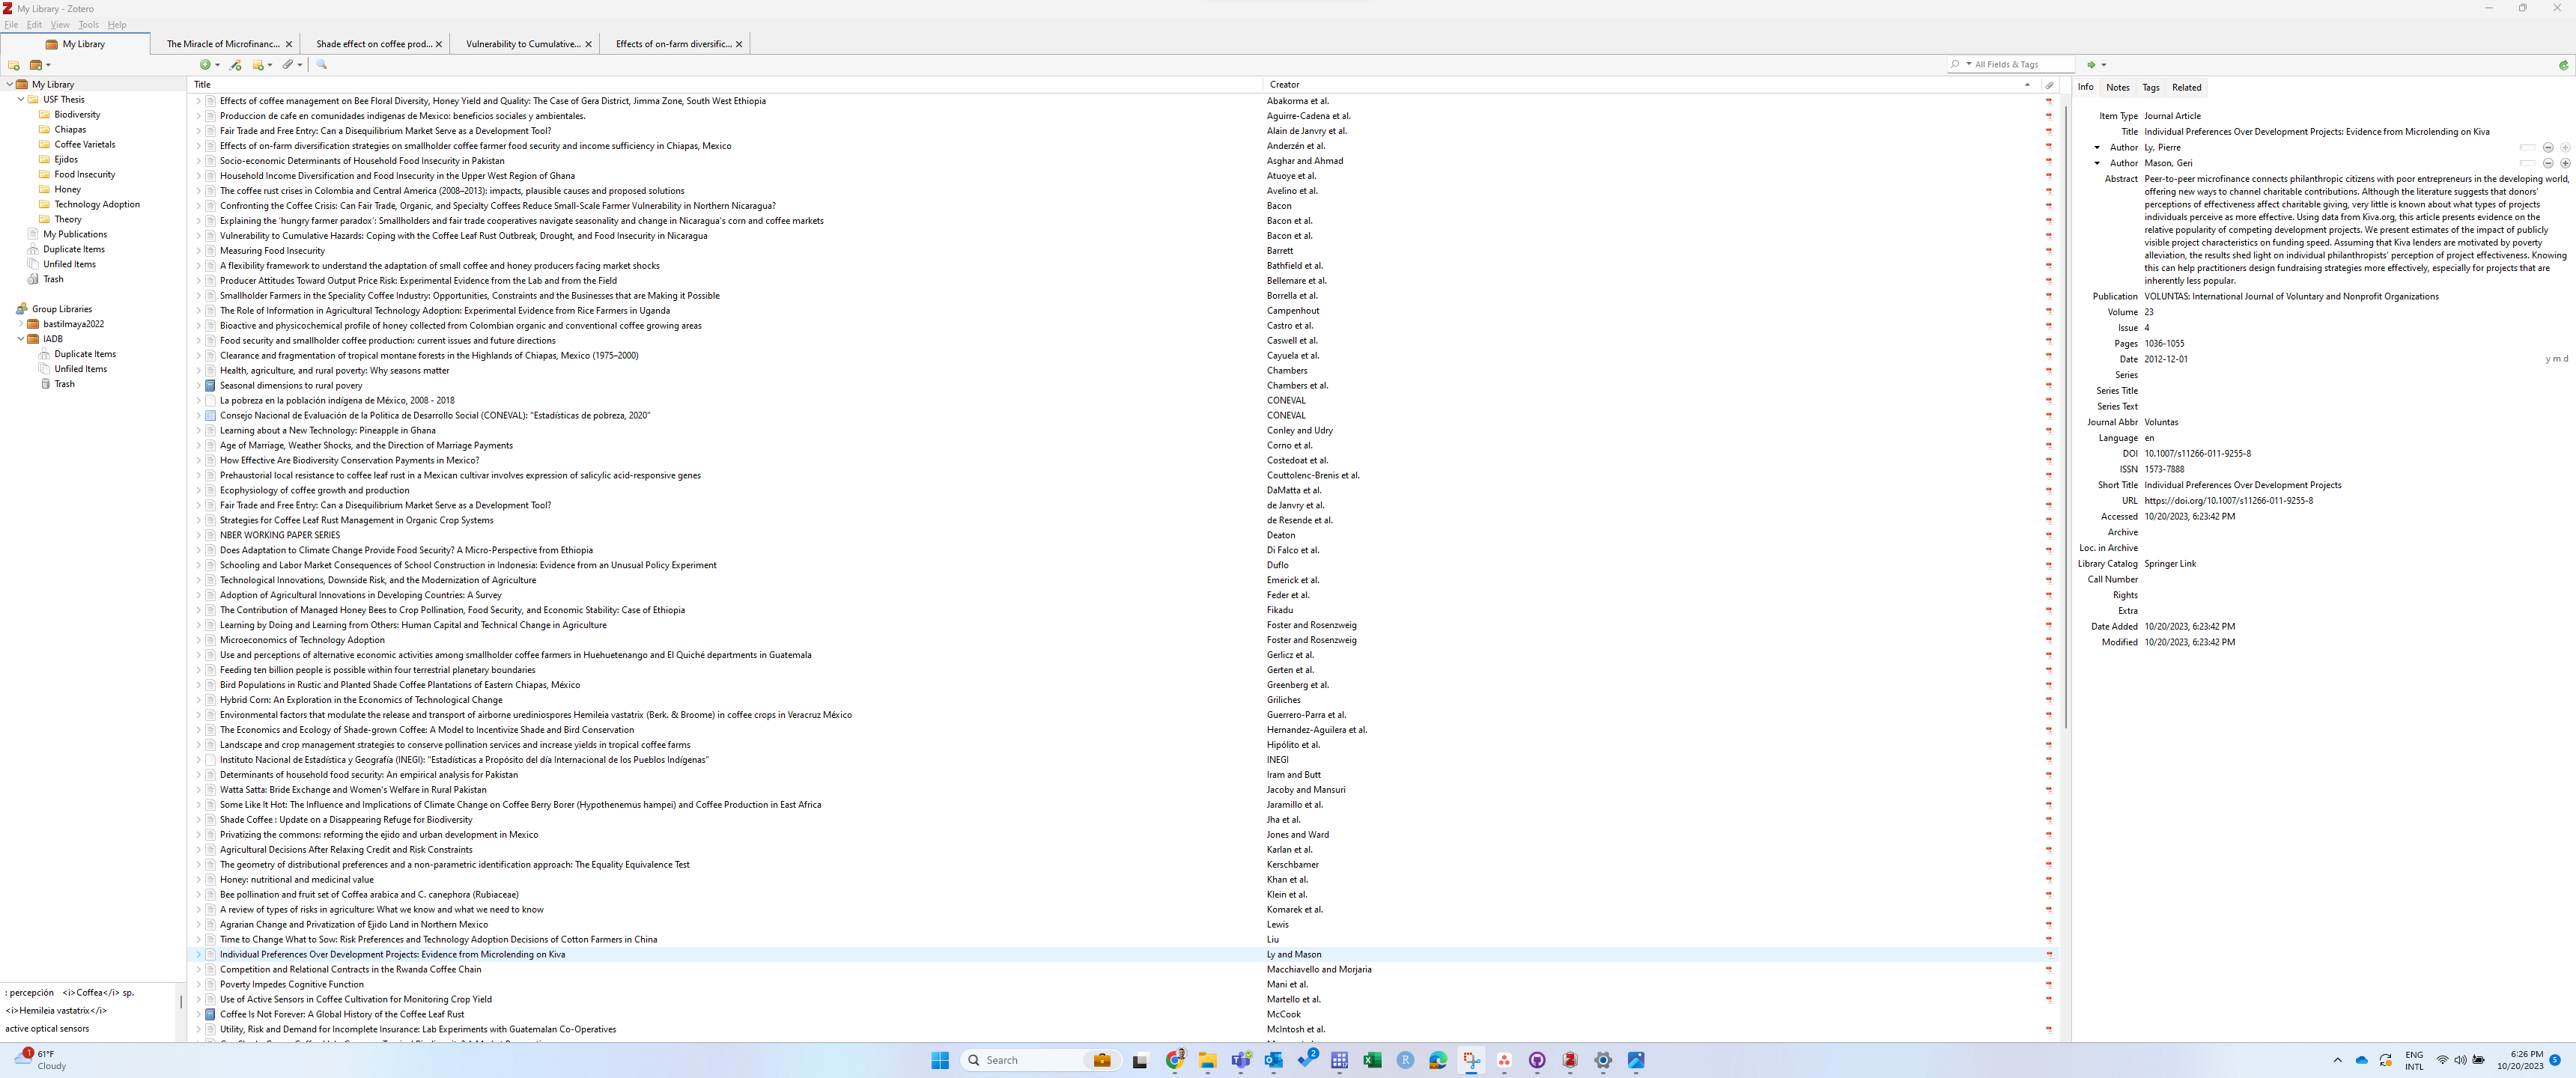 My Library - Zotero
File Edit View Tools Help
My Library
The Miracle of Microfinanc...
Shade effect on coffee prod...
Vulnerability to Cumulative...
Effects of on-farm diversific...
All Fields & Tags
My Library
USF Thesis
Biodiversity
Chiapas
Coffee Varietals
Ejidos
Food Insecurity
Honey
Technology Adoption
Theory
My Publications
Duplicate Items
Unfiled Items
Trash
Group Libraries
bastilmaya2022
IADB
Duplicate Items
Unfiled Items
Trash
: percepción <i>Coffea</i> sp.
<i>Hemileia vastatrix</i>
active optical sensors
Title Creator
Effects of coffee management on Bee Floral Diversity, Honey Yield and Quality: The Case of Gera District, Jimma Zone, South West Ethiopia Abakorma et al.
Produccion de cafe en comunidades indigenas de Mexico: beneficios sociales y ambientales. Aguirre-Cadena et al.
Fair Trade and Free Entry: Can a Disequilibrium Market Serve as a Development Tool? Alain de Janvry et al.
Effects of on-farm diversification strategies on smallholder coffee farmer food security and income sufficiency in Chiapas, Mexico Anderzén et al.
Socio-economic Determinants of Household Food Insecurity in Pakistan Asghar and Ahmad
Household Income Diversification and Food Insecurity in the Upper West Region of Ghana Atuoye et al.
The coffee rust crises in Colombia and Central America (2008–2013): impacts, plausible causes and proposed solutions Avelino et al.
Confronting the Coffee Crisis: Can Fair Trade, Organic, and Specialty Coffees Reduce Small-Scale Farmer Vulnerability in Northern Nicaragua? Bacon
Explaining the 'hungry farmer paradox': Smallholders and fair trade cooperatives navigate seasonality and change in Nicaragua's corn and coffee markets Bacon et al.
Vulnerability to Cumulative Hazards: Coping with the Coffee Leaf Rust Outbreak, Drought, and Food Insecurity in Nicaragua Bacon et al.
Measuring Food Insecurity Barrett
A flexibility framework to understand the adaptation of small coffee and honey producers facing market shocks Bathfield et al.
Producer Attitudes Toward Output Price Risk: Experimental Evidence from the Lab and from the Field Bellemare et al.
Smallholder Farmers in the Speciality Coffee Industry: Opportunities, Constraints and the Businesses that are Making it Possible Borrella et al.
The Role of Information in Agricultural Technology Adoption: Experimental Evidence from Rice Farmers in Uganda Campenhout
Bioactive and physicochemical profile of honey collected from Colombian organic and conventional coffee growing areas Castro et al.
Food security and smallholder coffee production: current issues and future directions Caswell et al.
Clearance and fragmentation of tropical montane forests in the Highlands of Chiapas, Mexico (1975–2000) Cayuela et al.
Health, agriculture, and rural poverty: Why seasons matter Chambers
Seasonal dimensions to rural povery Chambers et al.
La pobreza en la población indígena de México, 2008 - 2018 CONEVAL
Consejo Nacional de Evaluación de la Politica de Desarrollo Social (CONEVAL): "Estadísticas de pobreza, 2020" CONEVAL
Learning about a New Technology: Pineapple in Ghana Conley and Udry
Age of Marriage, Weather Shocks, and the Direction of Marriage Payments Corno et al.
How Effective Are Biodiversity Conservation Payments in Mexico? Costedoat et al.
Prehaustorial local resistance to coffee leaf rust in a Mexican cultivar involves expression of salicylic acid-responsive genes Couttolenc-Brenis et al.
Ecophysiology of coffee growth and production DaMatta et al.
Fair Trade and Free Entry: Can a Disequilibrium Market Serve as a Development Tool? de Janvry et al.
Strategies for Coffee Leaf Rust Management in Organic Crop Systems de Resende et al.
NBER WORKING PAPER SERIES Deaton
Does Adaptation to Climate Change Provide Food Security? A Micro-Perspective from Ethiopia Di Falco et al.
Schooling and Labor Market Consequences of School Construction in Indonesia: Evidence from an Unusual Policy Experiment Duflo
Technological Innovations, Downside Risk, and the Modernization of Agriculture Emerick et al.
Adoption of Agricultural Innovations in Developing Countries: A Survey Feder et al.
The Contribution of Managed Honey Bees to Crop Pollination, Food Security, and Economic Stability: Case of Ethiopia Fikadu
Learning by Doing and Learning from Others: Human Capital and Technical Change in Agriculture Foster and Rosenzweig
Microeconomics of Technology Adoption Foster and Rosenzweig
Use and perceptions of alternative economic activities among smallholder coffee farmers in Huehuetenango and El Quiché departments in Guatemala Gerlicz et al.
Feeding ten billion people is possible within four terrestrial planetary boundaries Gerten et al.
Bird Populations in Rustic and Planted Shade Coffee Plantations of Eastern Chiapas, México Greenberg et al.
Hybrid Corn: An Exploration in the Economics of Technological Change Griliches
Environmental factors that modulate the release and transport of airborne urediniospores Hemileia vastatrix (Berk. & Broome) in coffee crops in Veracruz México Guerrero-Parra et al.
The Economics and Ecology of Shade-grown Coffee: A Model to Incentivize Shade and Bird Conservation Hernandez-Aguilera et al.
Landscape and crop management strategies to conserve pollination services and increase yields in tropical coffee farms Hipólito et al.
Instituto Nacional de Estadística y Geografía (INEGI): "Estadísticas a Propósito del día Internacional de los Pueblos Indígenas" INEGI
Determinants of household food security: An empirical analysis for Pakistan Iram and Butt
Watta Satta: Bride Exchange and Women's Welfare in Rural Pakistan Jacoby and Mansuri
Some Like It Hot: The Influence and Implications of Climate Change on Coffee Berry Borer (Hypothenemus hampei) and Coffee Production in East Africa Jaramillo et al.
Shade Coffee : Update on a Disappearing Refuge for Biodiversity Jha et al.
Privatizing the commons: reforming the ejido and urban development in Mexico Jones and Ward
Agricultural Decisions After Relaxing Credit and Risk Constraints Karlan et al.
The geometry of distributional preferences and a non-parametric identification approach: The Equality Equivalence Test Kerschbamer
Honey: nutritional and medicinal value Khan et al.
Bee pollination and fruit set of Coffea arabica and C. canephora (Rubiaceae) Klein et al.
A review of types of risks in agriculture: What we know and what we need to know Komarek et al.
Agrarian Change and Privatization of Ejido Land in Northern Mexico Lewis
Time to Change What to Sow: Risk Preferences and Technology Adoption Decisions of Cotton Farmers in China Liu
Individual Preferences Over Development Projects: Evidence from Microlending on Kiva Ly and Mason
Competition and Relational Contracts in the Rwanda Coffee Chain Macchiavello and Morjaria
Poverty Impedes Cognitive Function Mani et al.
Use of Active Sensors in Coffee Cultivation for Monitoring Crop Yield Martello et al.
Coffee Is Not Forever: A Global History of the Coffee Leaf Rust McCook
Utility, Risk and Demand for Incomplete Insurance: Lab Experiments with Guatemalan Co-Operatives McIntosh et al.
Info Notes Tags Related
Item Type Journal Article
Title Individual Preferences Over Development Projects: Evidence from Microlending on Kiva
Author Ly, Pierre
Author Mason, Geri
Abstract Peer-to-peer microfinance connects philanthropic citizens with poor entrepreneurs in the developing world,
offering new ways to channel charitable contributions. Although the literature suggests that donors'
perceptions of effectiveness affect charitable giving, very little is known about what types of projects
individuals perceive as more effective. Using data from Kiva.org, this article presents evidence on the
relative popularity of competing development projects. We present estimates of the impact of publicly
visible project characteristics on funding speed. Assuming that Kiva lenders are motivated by poverty
alleviation, the results shed light on individual philanthropists' perception of project effectiveness. Knowing
this can help practitioners design fundraising strategies more effectively, especially for projects that are
inherently less popular.
Publication VOLUNTAS: International Journal of Voluntary and Nonprofit Organizations
Volume 23
Issue 4
Pages 1036-1055
Date 2012-12-01 y m d
Series
Series Title
Series Text
Journal Abbr Voluntas
Language en
DOI 10.1007/s11266-011-9255-8
ISSN 1573-7888
Short Title Individual Preferences Over Development Projects
URL https://doi.org/10.1007/s11266-011-9255-8
Accessed 10/20/2023, 6:23:42 PM
Archive
Loc. in Archive
Library Catalog Springer Link
Call Number
Rights
Extra
Date Added 10/20/2023, 6:23:42 PM
Modified 10/20/2023, 6:23:42 PM
1
61°F
Cloudy
Search
2
ENG
INTL
6:26 PM
10/20/2023
5